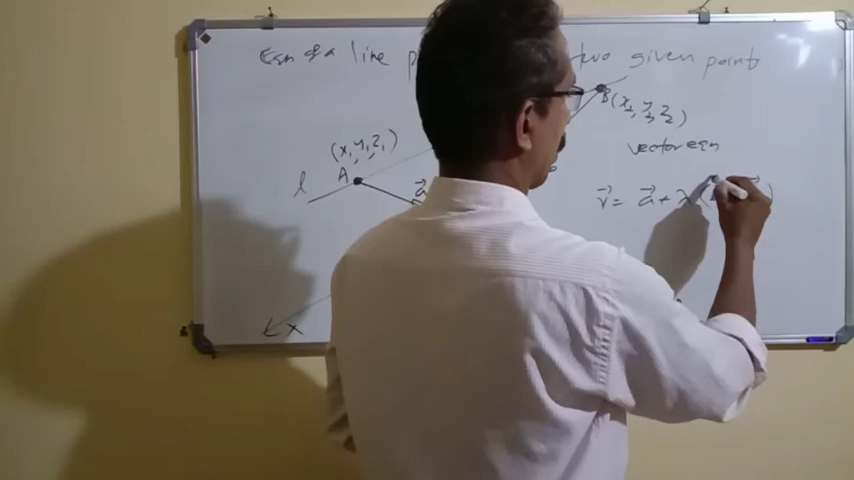 Eqn of a line p two given point
B(x₂, y₂, z₂)
(x₁, y₁, z₁)
vector eqn
l A
a⃗
r⃗ = a⃗ + λ (
x